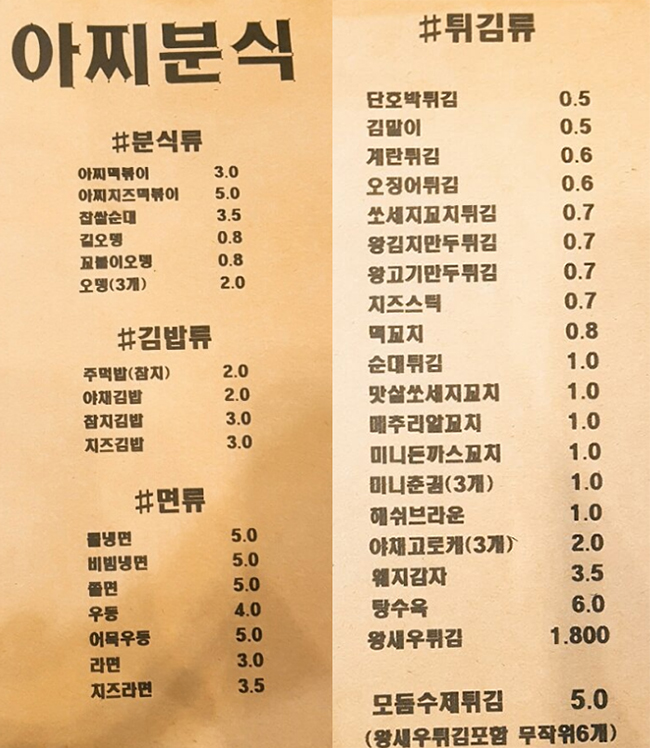 아찌분식
#분식류
아찌떡볶이 3.0
아찌치즈떡볶이 5.0
찹쌀순대 3.5
길오뎅 0.8
꼬불이오뎅 0.8
오뎅(3개) 2.0
#김밥류
주먹밥(참치) 2.0
야채김밥 2.0
참치김밥 3.0
치즈김밥 3.0
#면류
물냉면 5.0
비빔냉면 5.0
쫄면 5.0
우동 4.0
어묵우동 5.0
라면 3.0
치즈라면 3.5
#튀김류
단호박튀김 0.5
김말이 0.5
계란튀김 0.6
오징어튀김 0.6
쏘세지꼬치튀김 0.7
왕김치만두튀김 0.7
왕고기만두튀김 0.7
치즈스틱 0.7
떡꼬치 0.8
순대튀김 1.0
맛살쏘세지꼬치 1.0
메추리알꼬치 1.0
미니돈까스꼬치 1.0
미니춘권(3개) 1.0
해쉬브라운 1.0
야채고로케(3개) 2.0
웨지감자 3.5
탕수육 6.0
왕새우튀김 1.800
모듬수제튀김 5.0
(왕새우튀김포함 무작위6개)